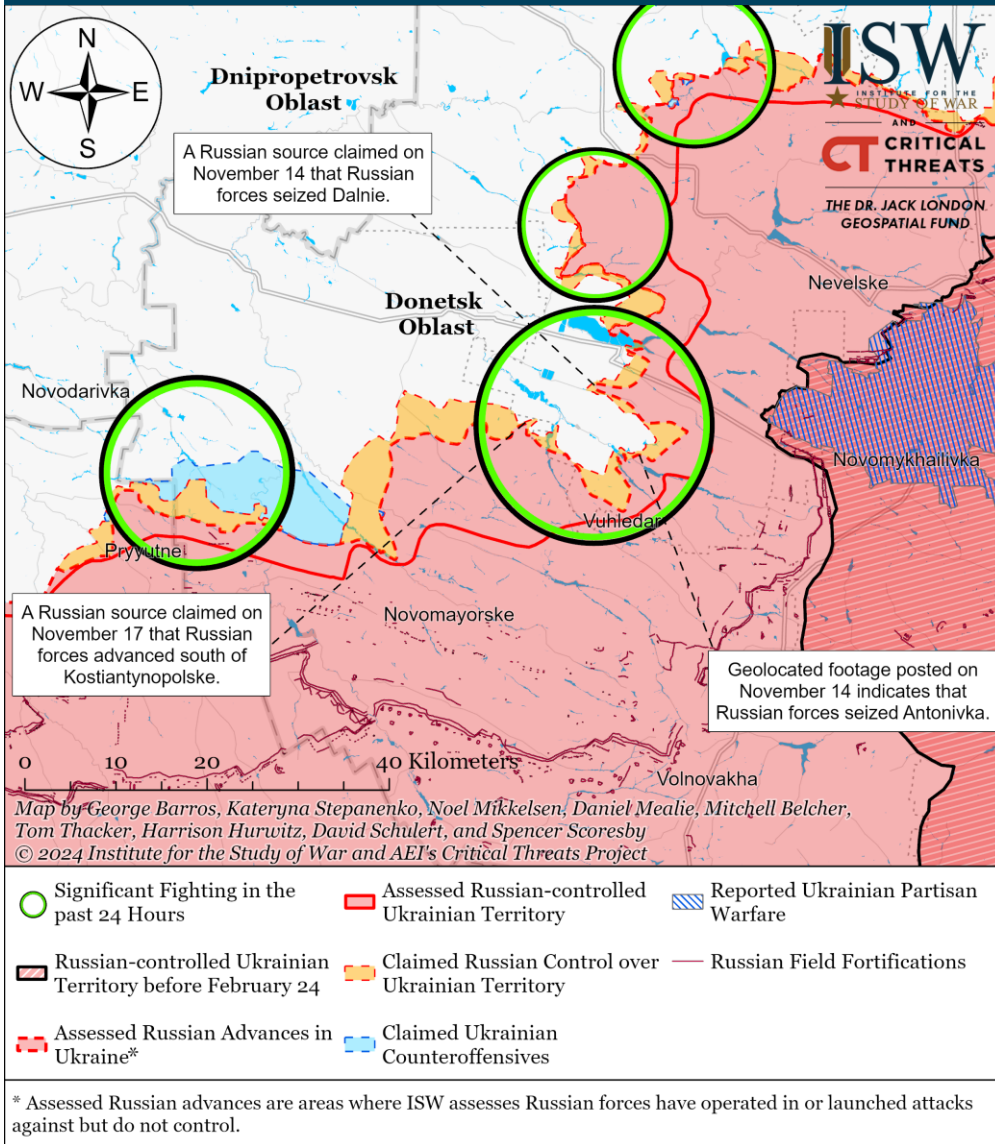 N
W E
S
Dnipropetrovsk
Oblast
ISW
INSTITUTE FOR THE
STUDY OF WAR
AND
CT CRITICAL
THREATS
THE DR. JACK LONDON
GEOSPATIAL FUND
A Russian source claimed on
November 14 that Russian
forces seized Dalnie.
Nevelske
Donetsk
Oblast
Novodarivka
Novomykhailivka
Vuhledar
Pryyutne
A Russian source claimed on
November 17 that Russian
forces advanced south of
Kostiantynopolske.
Novomayorske
Geolocated footage posted on
November 14 indicates that
Russian forces seized Antonivka.
0 10 20 40 Kilometers
Volnovakha
Map by George Barros, Kateryna Stepanenko, Noel Mikkelsen, Daniel Mealie, Mitchell Belcher,
Tom Thacker, Harrison Hurwitz, David Schulert, and Spencer Scoresby
© 2024 Institute for the Study of War and AEI's Critical Threats Project
Significant Fighting in the
past 24 Hours
Assessed Russian-controlled
Ukrainian Territory
Reported Ukrainian Partisan
Warfare
Russian-controlled Ukrainian
Territory before February 24
Claimed Russian Control over
Ukrainian Territory
Russian Field Fortifications
Assessed Russian Advances in
Ukraine*
Claimed Ukrainian
Counteroffensives
* Assessed Russian advances are areas where ISW assesses Russian forces have operated in or launched attacks
against but do not control.